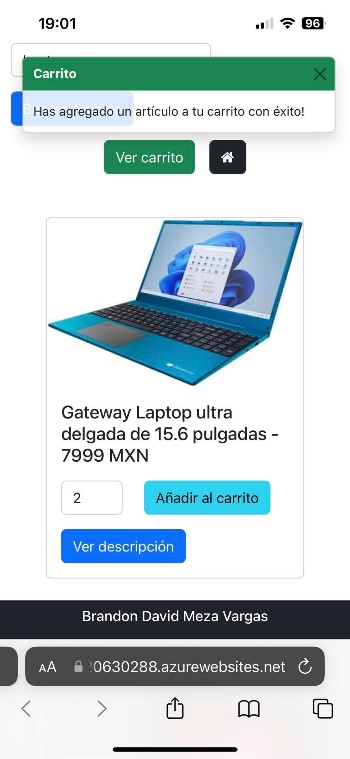 19:01
96
Carrito
Has agregado un artículo a tu carrito con éxito!
Ver carrito
Gateway Laptop ultra
delgada de 15.6 pulgadas -
7999 MXN
2
Añadir al carrito
Ver descripción
Brandon David Meza Vargas
AA
0630288.azurewebsites.net